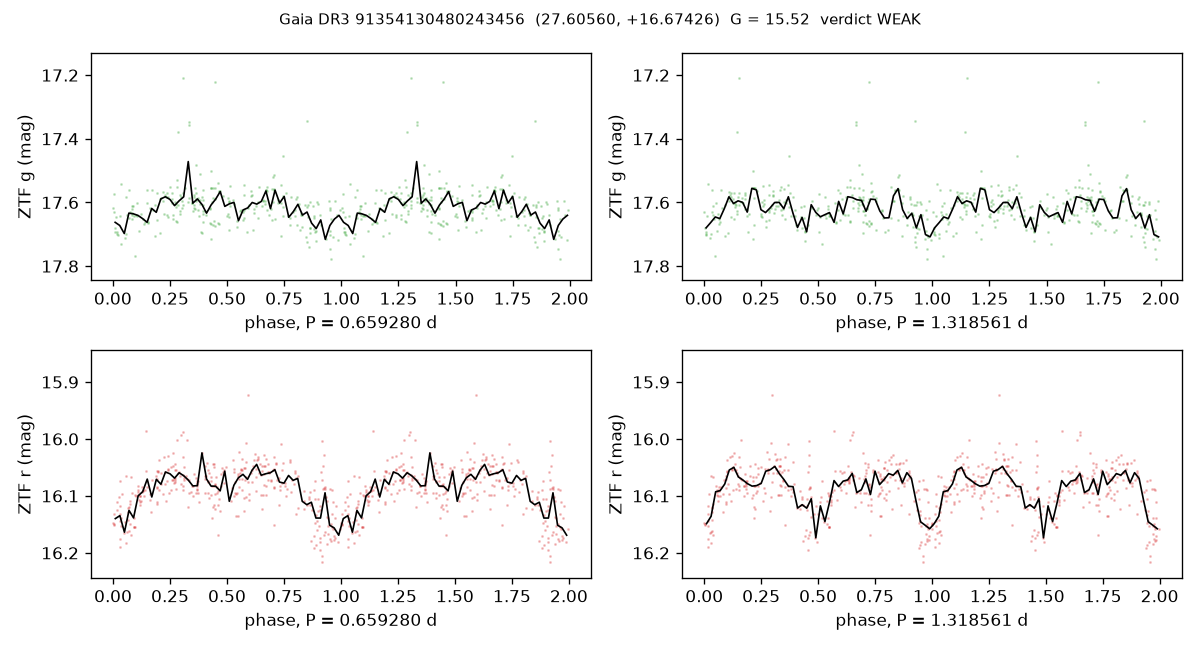 Gaia DR3 91354130480243456 (27.60560, +16.67426) G = 15.52 verdict WEAK
ZTF g (mag)
17.2
17.4
17.6
17.8
0.00 0.25 0.50 0.75 1.00 1.25 1.50 1.75 2.00
phase, P = 0.659280 d
ZTF g (mag)
17.2
17.4
17.6
17.8
0.00 0.25 0.50 0.75 1.00 1.25 1.50 1.75 2.00
phase, P = 1.318561 d
ZTF r (mag)
15.9
16.0
16.1
16.2
0.00 0.25 0.50 0.75 1.00 1.25 1.50 1.75 2.00
phase, P = 0.659280 d
ZTF r (mag)
15.9
16.0
16.1
16.2
0.00 0.25 0.50 0.75 1.00 1.25 1.50 1.75 2.00
phase, P = 1.318561 d